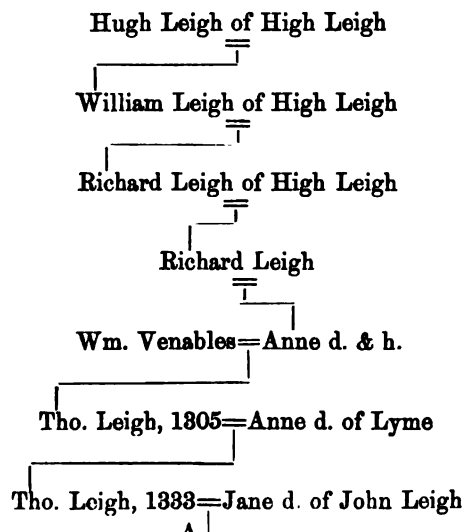 Hugh Leigh of High Leigh
William Leigh of High Leigh
Richard Leigh of High Leigh
Richard Leigh
Wm. Venables=Anne d. & h.
Tho. Leigh, 1305=Anne d. of Lyme
Tho. Leigh, 1333=Jane d. of John Leigh
A